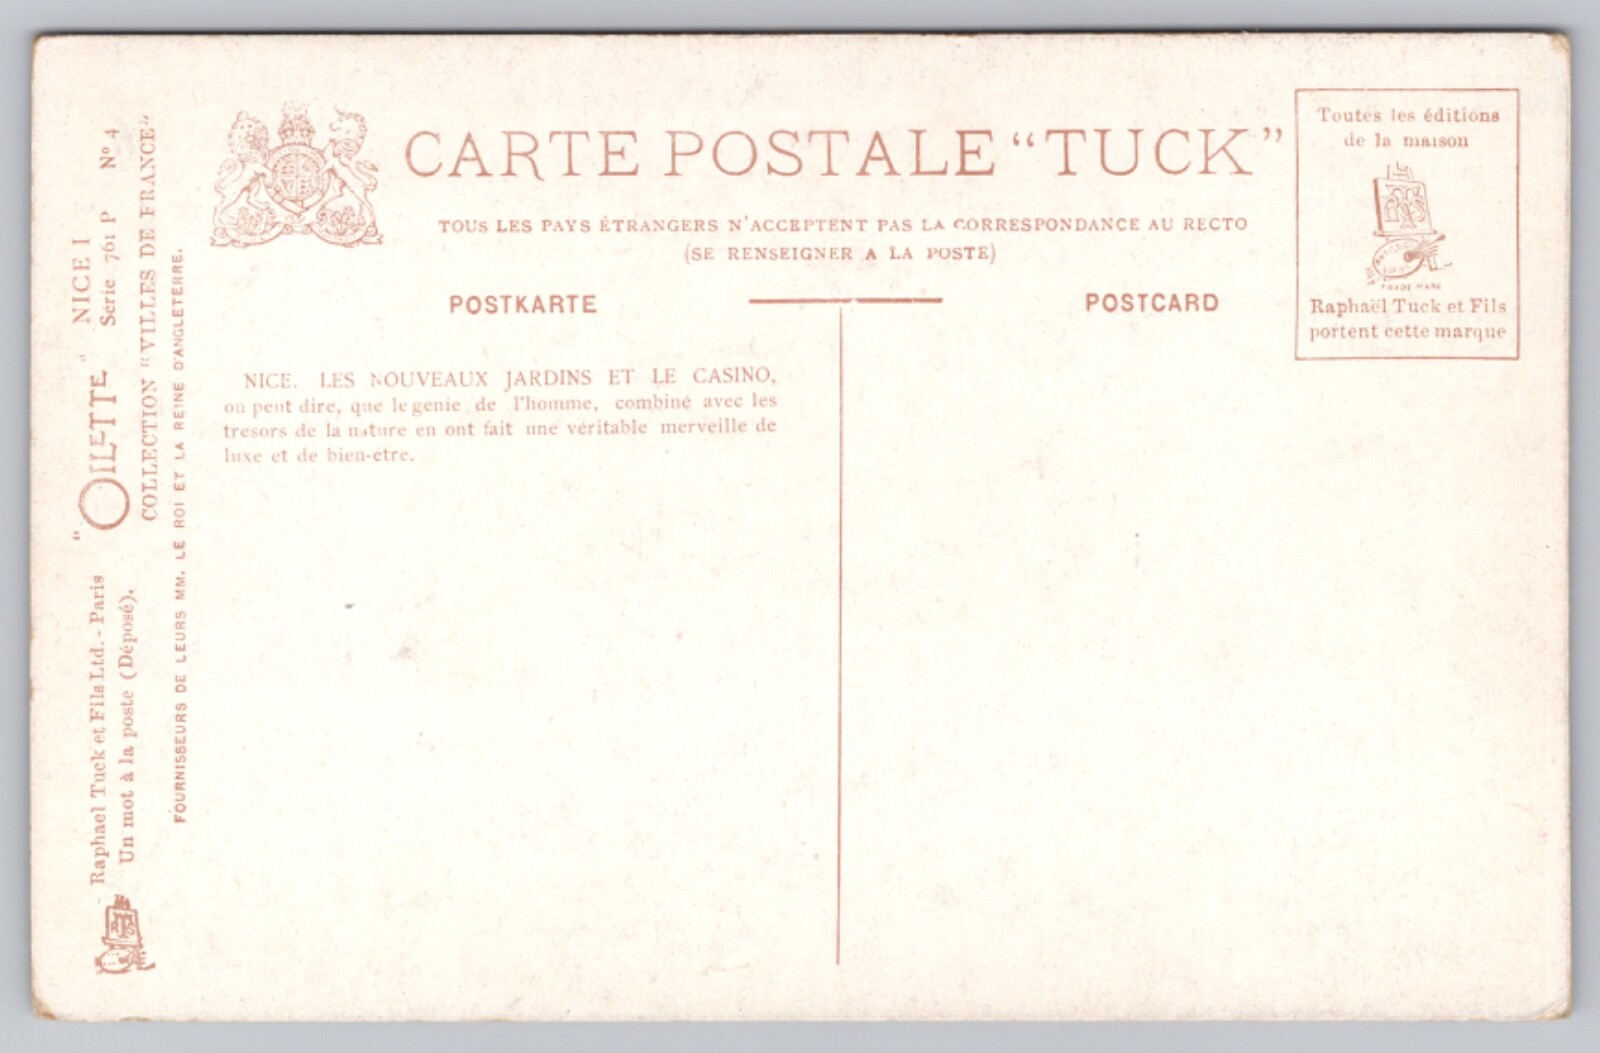 CARTE POSTALE "TUCK"
TOUS LES PAYS ÉTRANGERS N'ACCEPTENT PAS LA CORRESPONDANCE AU RECTO
(SE RENSEIGNER A LA POSTE)
POSTKARTE
POSTCARD
Toutes les éditions
de la maison
TRADE MARK
Raphaël Tuck et Fils
portent cette marque
NICE. LES NOUVEAUX JARDINS ET LE CASINO,
on peut dire, que le genie de l'homme, combiné avec les
tresors de la nature en ont fait une véritable merveille de
luxe et de bien-etre.
Raphael Tuck et Fils Ltd. - Paris "OILETTE" NICE I
Un mot à la poste (Déposé). Série 761 P Nº 4
COLLECTION "VILLES DE FRANCE"
FOURNISSEURS DE LEURS MM. LE ROI ET LA REINE D'ANGLETERRE.